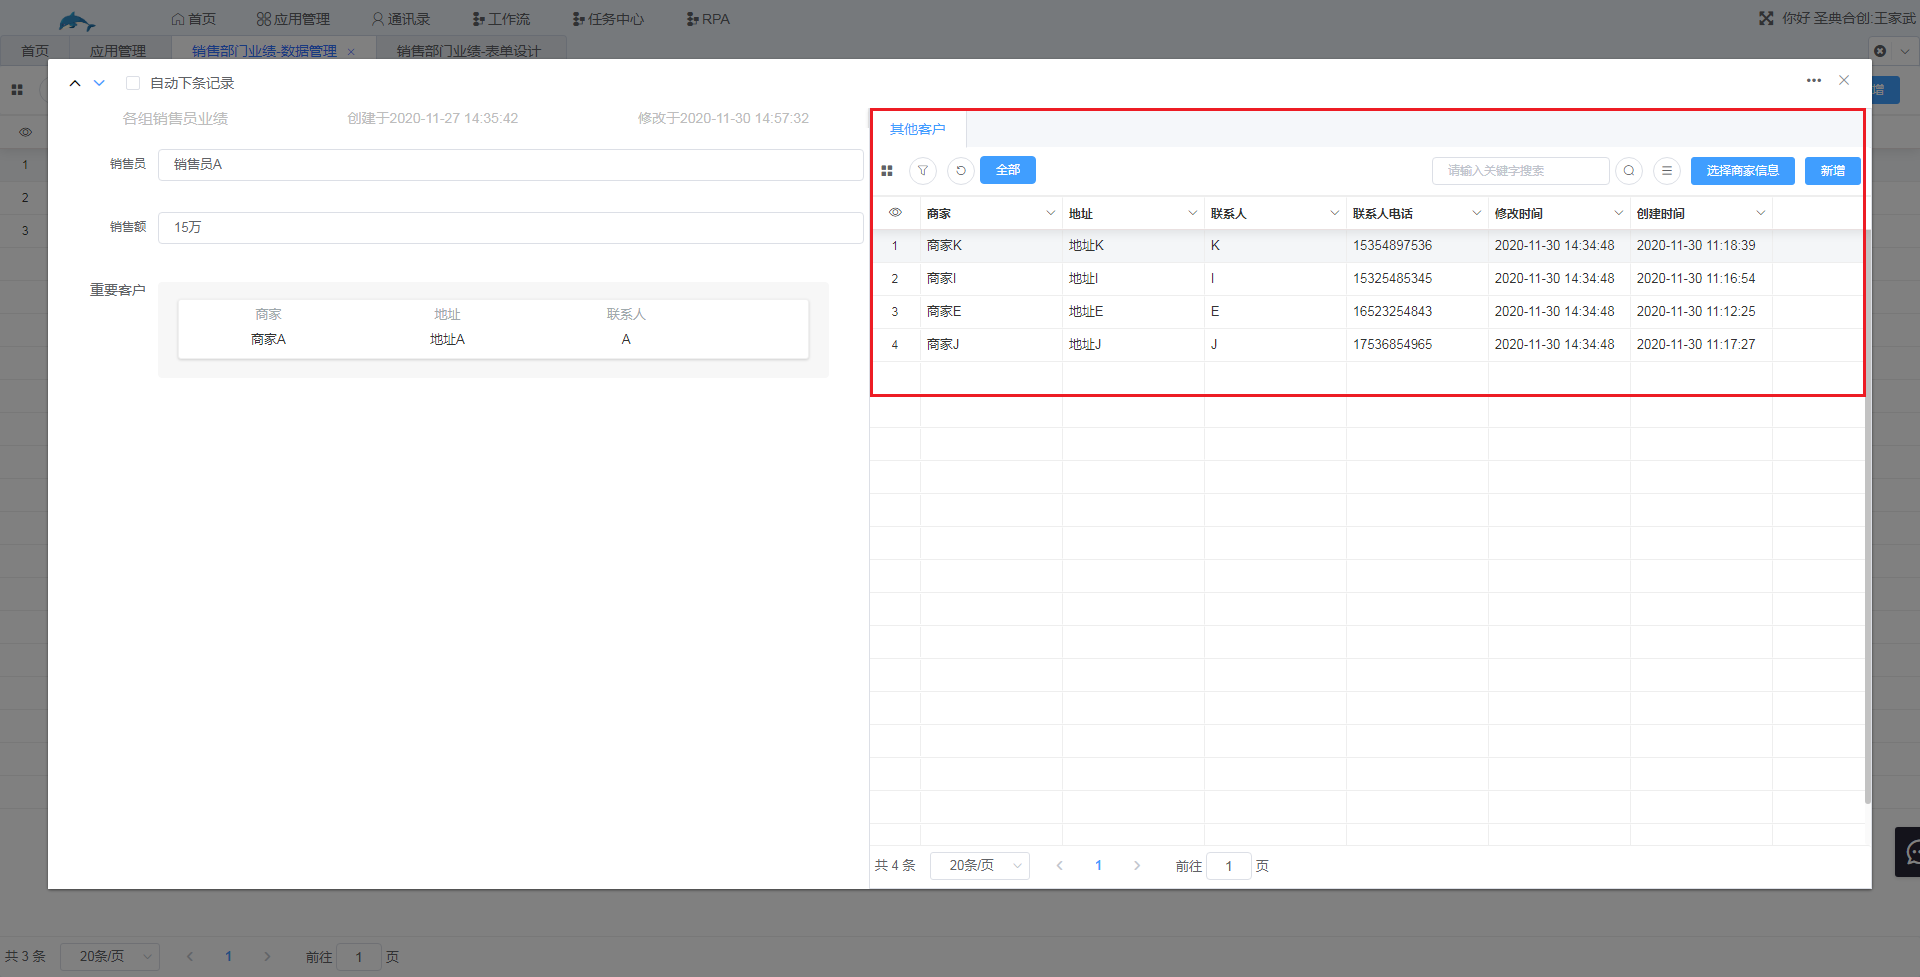 首页 应用管理 通讯录 工作流 任务中心 RPA 你好 圣典合创:王家武
首页 应用管理 销售部门业绩-数据管理 × 销售部门业绩-表单设计
自动下条记录
增
各组销售员业绩 创建于2020-11-27 14:35:42 修改于2020-11-30 14:57:32
其他客户
销售员 销售员A
全部 请输入关键字搜索 选择商家信息 新增
商家 地址 联系人 联系人电话 修改时间 创建时间
销售额 15万
1 商家K 地址K K 15354897536 2020-11-30 14:34:48 2020-11-30 11:18:39
2 商家I 地址I I 15325485345 2020-11-30 14:34:48 2020-11-30 11:16:54
3 商家E 地址E E 16523254843 2020-11-30 14:34:48 2020-11-30 11:12:25
4 商家J 地址J J 17536854965 2020-11-30 14:34:48 2020-11-30 11:17:27
重要客户
商家 地址 联系人
商家A 地址A A
1
2
3
共 4 条 20条/页 1 前往 1 页
共 3 条 20条/页 1 前往 1 页